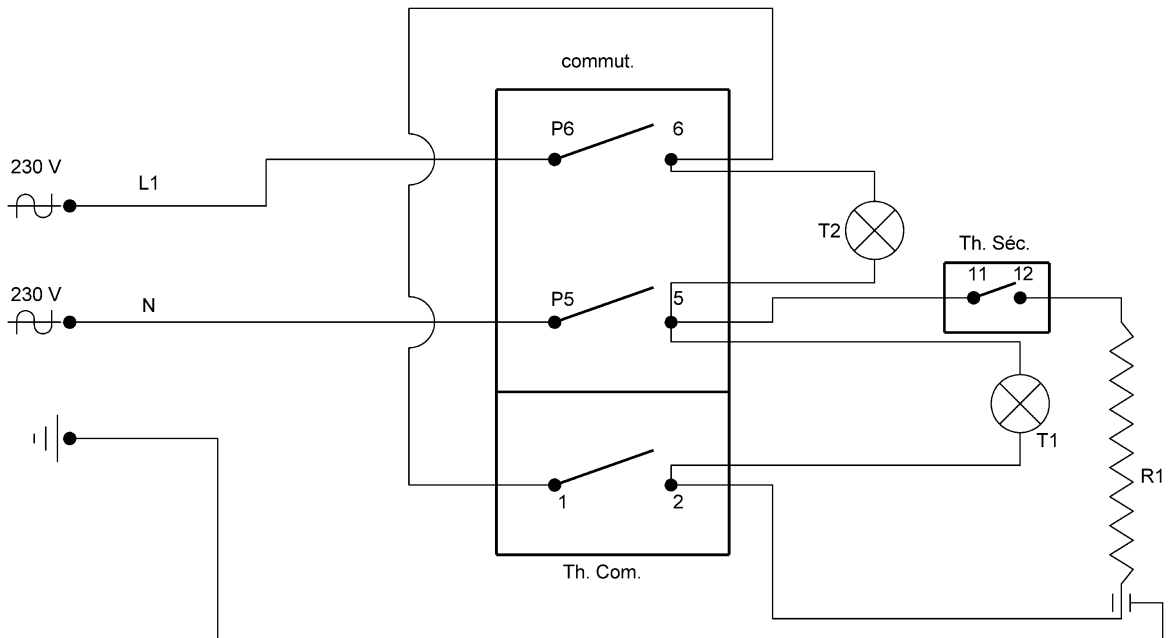 commut.
P6 6
230 V
L1
T2
Th. Séc.
11 12
230 V
N
P5 5
T1
R1
1 2
Th. Com.